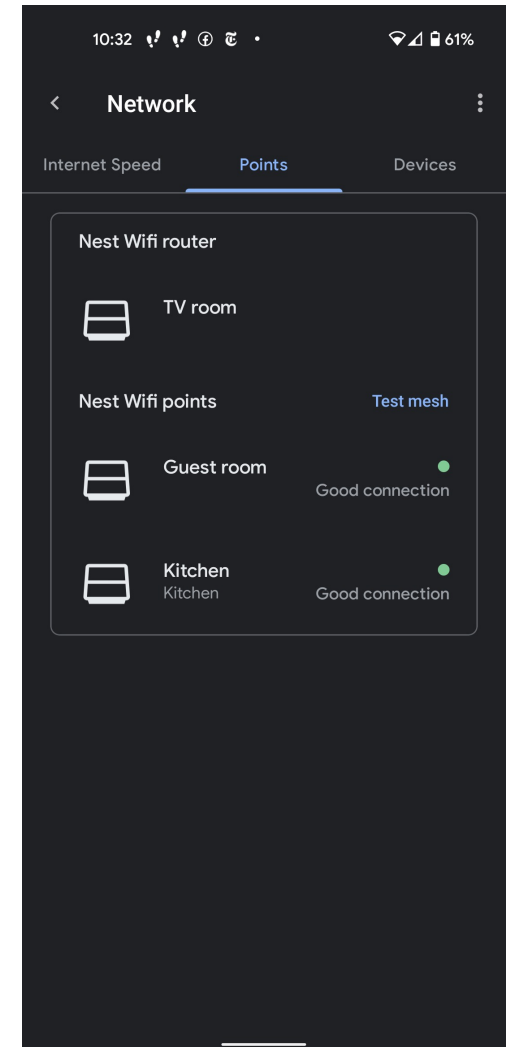 10:32 61%
Network
Internet Speed Points Devices
Nest Wifi router
TV room
Nest Wifi points Test mesh
Guest room
Good connection
Kitchen
Kitchen Good connection